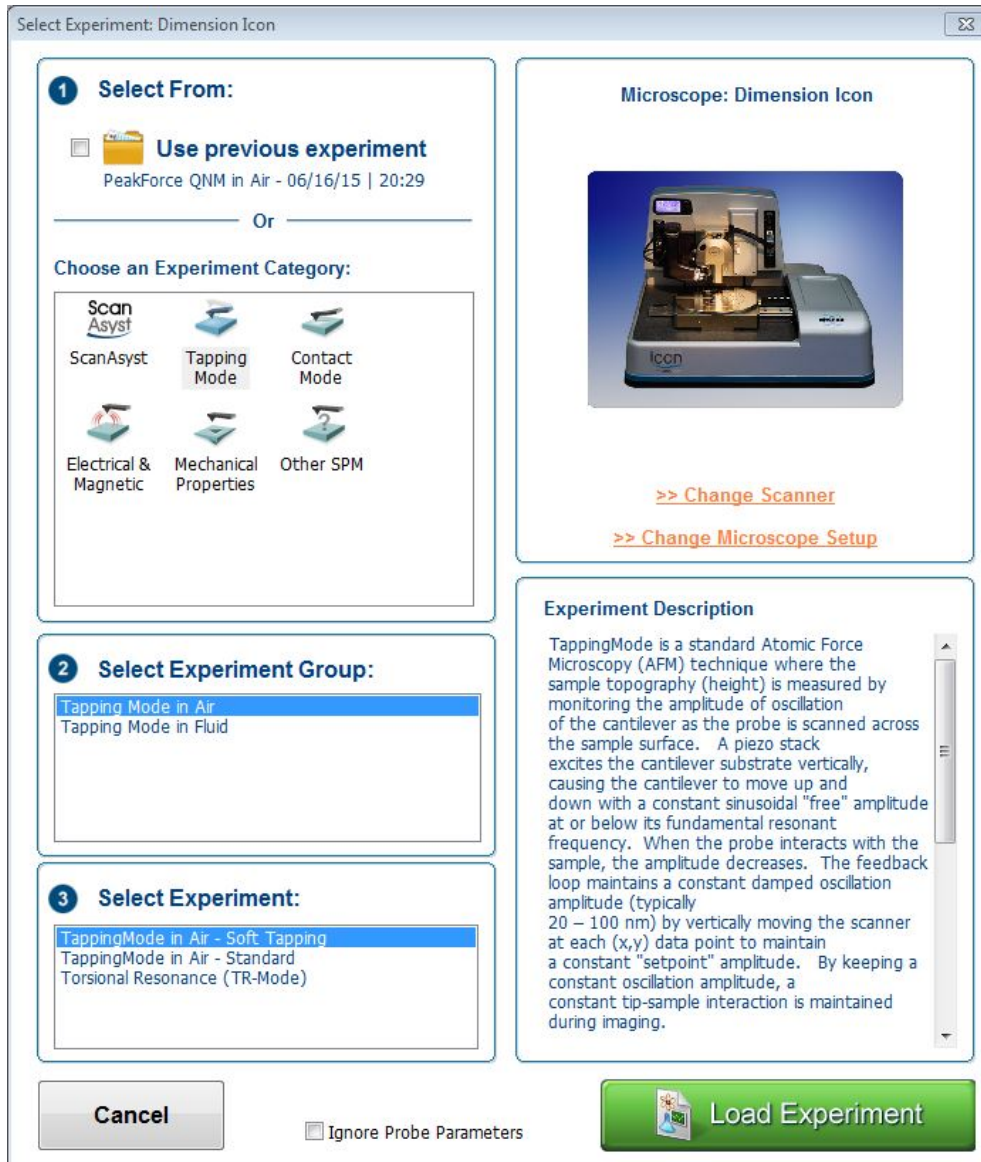 Select Experiment: Dimension Icon
1 Select From:
Use previous experiment
PeakForce QNM in Air - 06/16/15 | 20:29
Or
Choose an Experiment Category:
Scan
Asyst
ScanAsyst
Tapping
Mode
Contact
Mode
Electrical &
Magnetic
Mechanical
Properties
?
Other SPM
2 Select Experiment Group:
Tapping Mode in Air
Tapping Mode in Fluid
3 Select Experiment:
TappingMode in Air - Soft Tapping
TappingMode in Air - Standard
Torsional Resonance (TR-Mode)
Cancel
Ignore Probe Parameters
Microscope: Dimension Icon
Icon
>> Change Scanner
>> Change Microscope Setup
Experiment Description
TappingMode is a standard Atomic Force
Microscopy (AFM) technique where the
sample topography (height) is measured by
monitoring the amplitude of oscillation
of the cantilever as the probe is scanned across
the sample surface.   A piezo stack
excites the cantilever substrate vertically,
causing the cantilever to move up and
down with a constant sinusoidal "free" amplitude
at or below its fundamental resonant
frequency.  When the probe interacts with the
sample, the amplitude decreases.  The feedback
loop maintains a constant damped oscillation
amplitude (typically
20 – 100 nm) by vertically moving the scanner
at each (x,y) data point to maintain
a constant "setpoint" amplitude.   By keeping a
constant oscillation amplitude, a
constant tip-sample interaction is maintained
during imaging.
Load Experiment